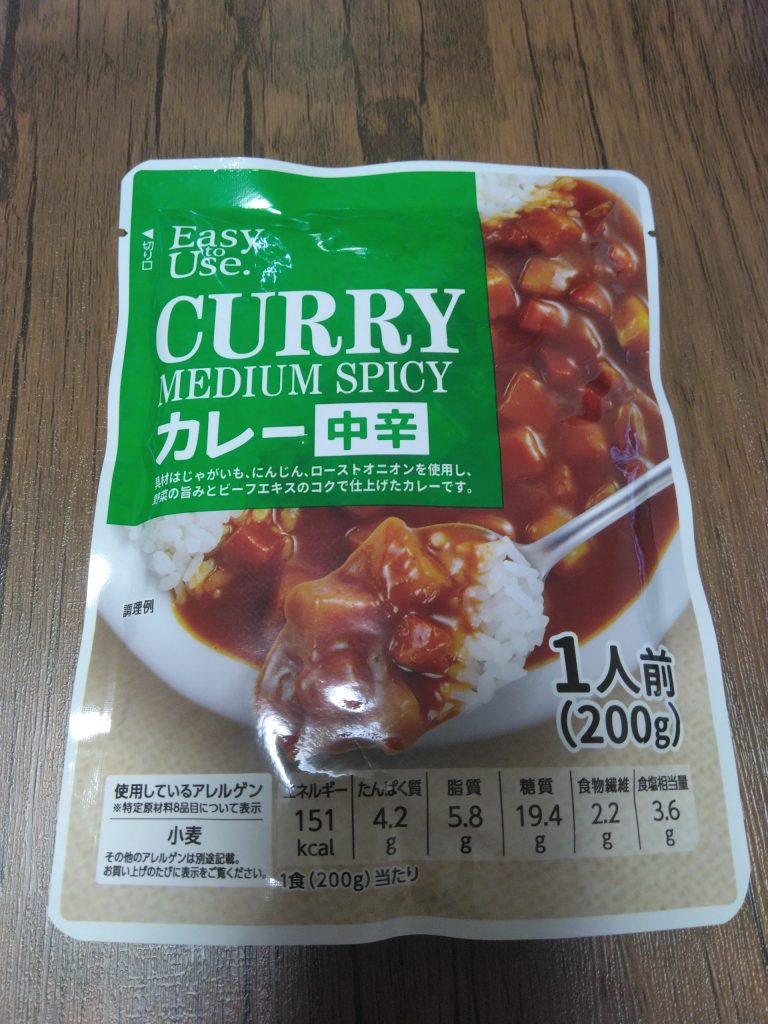 ◀切り口
Easy
to
Use.
CURRY
MEDIUM SPICY
カレー 中辛
具材はじゃがいも、にんじん、ローストオニオンを使用し、
野菜の旨みとビーフエキスのコクで仕上げたカレーです。
調理例
1人前
(200g)
使用しているアレルゲン
※特定原材料8品目について表示
小麦
その他のアレルゲンは別途記載。
お買い上げのたびに表示をご覧ください。
エネルギー たんぱく質 脂質 糖質 食物繊維 食塩相当量
151 4.2 5.8 19.4 2.2 3.6
kcal g g g g g
1食(200g)当たり